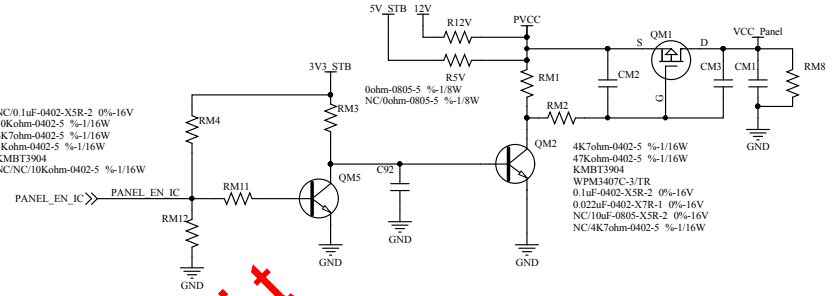 5V_STB 12V
R12V
PVCC
R5V
0ohm-0805-5 %-1/8W
NC/0ohm-0805-5 %-1/8W
RM1
CM2
S QM1 D
G
VCC_Panel
CM3 CM1
RM8
GND
3V3_STB
RM4
RM3
NC/0.1uF-0402-X5R-2 0%-16V
0Kohm-0402-5 %-1/16W
K7ohm-0402-5 %-1/16W
Kohm-0402-5 %-1/16W
KMBT3904
NC/NC/10Kohm-0402-5 %-1/16W
RM2
QM2
4K7ohm-0402-5 %-1/16W
47Kohm-0402-5 %-1/16W
KMBT3904
WPM3407C-3/TR
0.1uF-0402-X5R-2 0%-16V
0.022uF-0402-X7R-1 0%-16V
NC/10uF-0805-X5R-2 0%-16V
NC/4K7ohm-0402-5 %-1/16W
PANEL_EN_IC
PANEL_EN_IC
RM11
QM5
C92
RM12
GND
GND
GND
GND